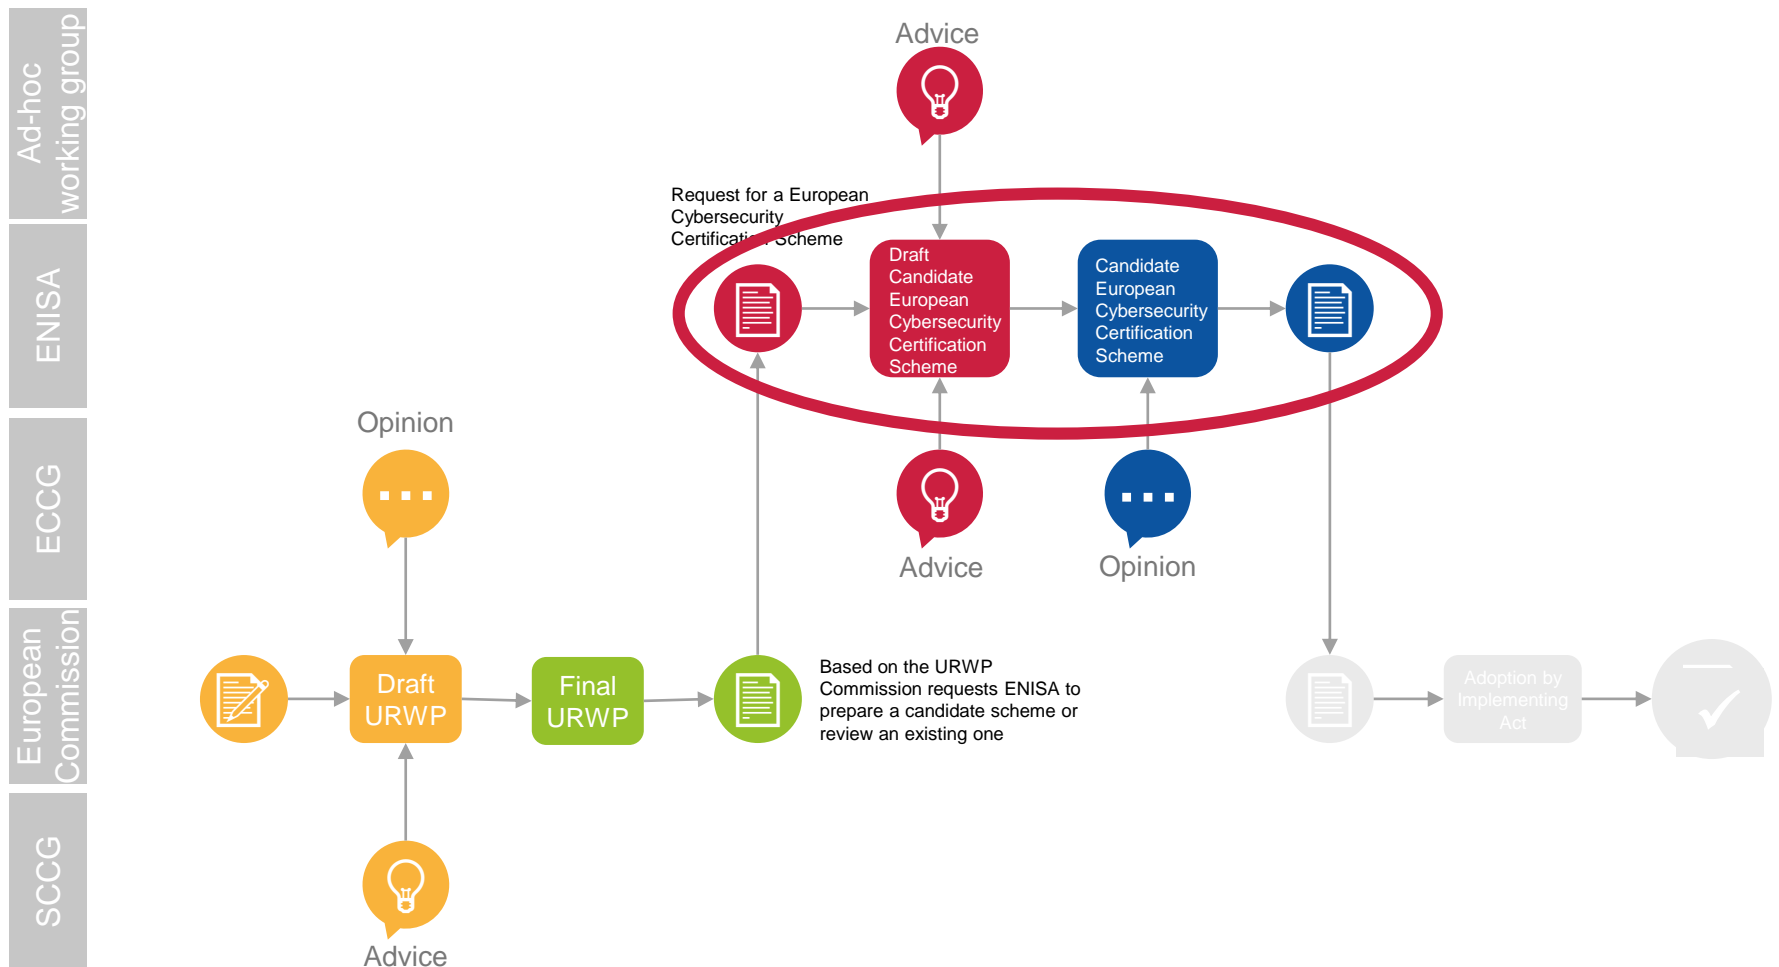 Ad-hoc
working group
Advice
Request for a European
Cybersecurity
Certification Scheme
ENISA
Draft
Candidate
European
Cybersecurity
Certification
Scheme
Candidate
European
Cybersecurity
Certification
Scheme
Opinion
ECCG
Advice
Opinion
European
Commission
Draft
URWP
Final
URWP
Based on the URWP
Commission requests ENISA to
prepare a candidate scheme or
review an existing one
Adoption by
Implementing
Act
SCCG
Advice